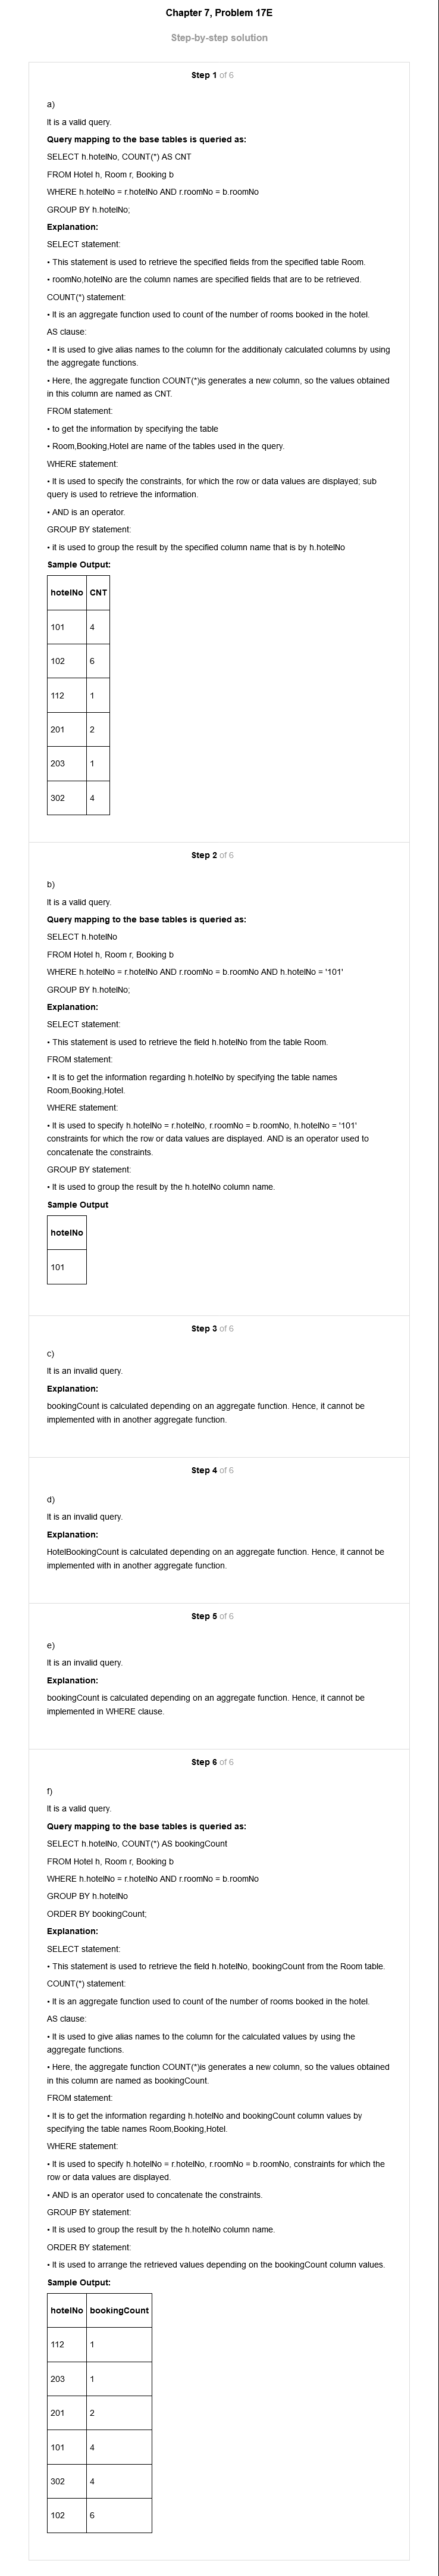 Chapter 7, Problem 17E
Step-by-step solution
Step 1 of 6
a)
It is a valid query.
Query mapping to the base tables is queried as:
SELECT h.hotelNo, COUNT(*) AS CNT
FROM Hotel h, Room r, Booking b
WHERE h.hotelNo = r.hotelNo AND r.roomNo = b.roomNo
GROUP BY h.hotelNo;
Explanation:
SELECT statement:
• This statement is used to retrieve the specified fields from the specified table Room.
• roomNo,hotelNo are the column names are specified fields that are to be retrieved.
COUNT(*) statement:
• It is an aggregate function used to count of the number of rooms booked in the hotel.
AS clause:
• It is used to give alias names to the column for the additionaly calculated columns by using
the aggregate functions.
• Here, the aggregate function COUNT(*)is generates a new column, so the values obtained
in this column are named as CNT.
FROM statement:
• to get the information by specifying the table
• Room,Booking,Hotel are name of the tables used in the query.
WHERE statement:
• It is used to specify the constraints, for which the row or data values are displayed; sub
query is used to retrieve the information.
• AND is an operator.
GROUP BY statement:
• it is used to group the result by the specified column name that is by h.hotelNo
Sample Output:
hotelNo CNT
101 4
102 6
112 1
201 2
203 1
302 4
Step 2 of 6
b)
It is a valid query.
Query mapping to the base tables is queried as:
SELECT h.hotelNo
FROM Hotel h, Room r, Booking b
WHERE h.hotelNo = r.hotelNo AND r.roomNo = b.roomNo AND h.hotelNo = '101'
GROUP BY h.hotelNo;
Explanation:
SELECT statement:
• This statement is used to retrieve the field h.hotelNo from the table Room.
FROM statement:
• It is to get the information regarding h.hotelNo by specifying the table names
Room,Booking,Hotel.
WHERE statement:
• It is used to specify h.hotelNo = r.hotelNo, r.roomNo = b.roomNo, h.hotelNo = '101'
constraints for which the row or data values are displayed. AND is an operator used to
concatenate the constraints.
GROUP BY statement:
• It is used to group the result by the h.hotelNo column name.
Sample Output
hotelNo
101
Step 3 of 6
c)
It is an invalid query.
Explanation:
bookingCount is calculated depending on an aggregate function. Hence, it cannot be
implemented with in another aggregate function.
Step 4 of 6
d)
It is an invalid query.
Explanation:
HotelBookingCount is calculated depending on an aggregate function. Hence, it cannot be
implemented with in another aggregate function.
Step 5 of 6
e)
It is an invalid query.
Explanation:
bookingCount is calculated depending on an aggregate function. Hence, it cannot be
implemented in WHERE clause.
Step 6 of 6
f)
It is a valid query.
Query mapping to the base tables is queried as:
SELECT h.hotelNo, COUNT(*) AS bookingCount
FROM Hotel h, Room r, Booking b
WHERE h.hotelNo = r.hotelNo AND r.roomNo = b.roomNo
GROUP BY h.hotelNo
ORDER BY bookingCount;
Explanation:
SELECT statement:
• This statement is used to retrieve the field h.hotelNo, bookingCount from the Room table.
COUNT(*) statement:
• It is an aggregate function used to count of the number of rooms booked in the hotel.
AS clause:
• It is used to give alias names to the column for the calculated values by using the
aggregate functions.
• Here, the aggregate function COUNT(*)is generates a new column, so the values obtained
in this column are named as bookingCount.
FROM statement:
• It is to get the information regarding h.hotelNo and bookingCount column values by
specifying the table names Room,Booking,Hotel.
WHERE statement:
• It is used to specify h.hotelNo = r.hotelNo, r.roomNo = b.roomNo, constraints for which the
row or data values are displayed.
• AND is an operator used to concatenate the constraints.
GROUP BY statement:
• It is used to group the result by the h.hotelNo column name.
ORDER BY statement:
• It is used to arrange the retrieved values depending on the bookingCount column values.
Sample Output:
hotelNo bookingCount
112 1
203 1
201 2
101 4
302 4
102 6